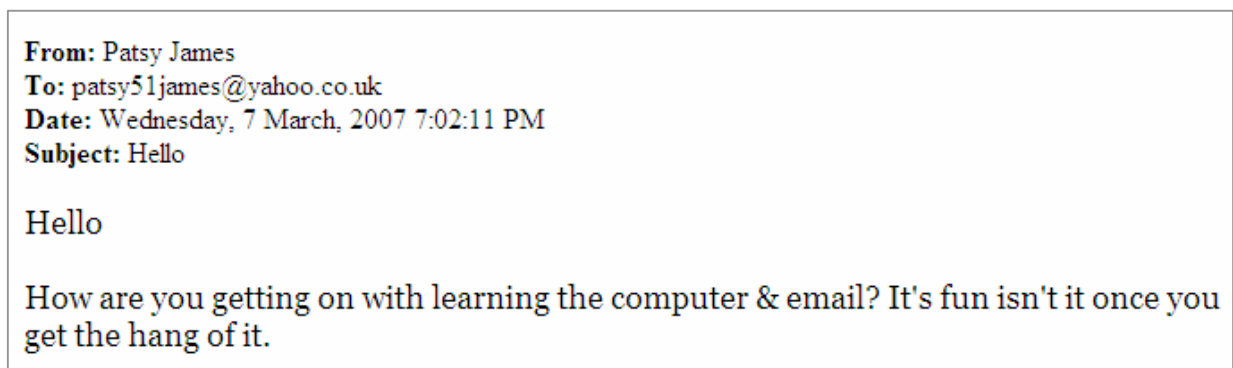 From: Patsy James
To: patsy51james@yahoo.co.uk
Date: Wednesday, 7 March, 2007 7:02:11 PM
Subject: Hello
Hello
How are you getting on with learning the computer & email? It's fun isn't it once you
get the hang of it.